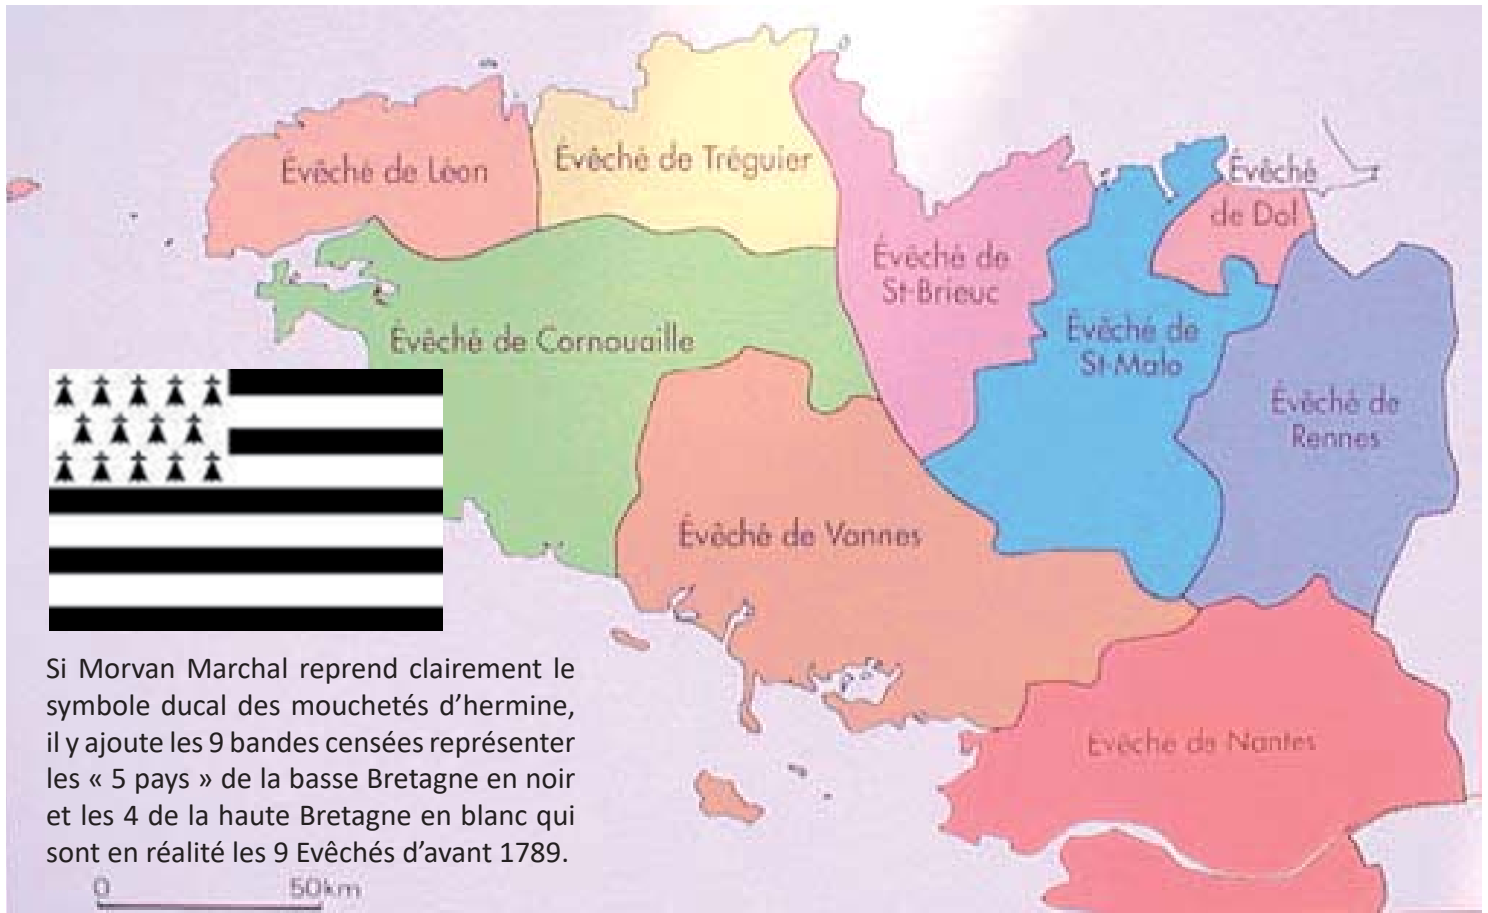 Évêché de Léon
Évêché de Tréguier
Évêché
de Dol
Évêché de
St-Brieuc
Évêché de
St-Malo
Évêché de Cornouaille
Évêché de
Rennes
Évêché de Vannes
Évêché de Nantes
Si Morvan Marchal reprend clairement le
symbole ducal des mouchetés d’hermine,
il y ajoute les 9 bandes censées représenter
les « 5 pays » de la basse Bretagne en noir
et les 4 de la haute Bretagne en blanc qui
sont en réalité les 9 Evêchés d’avant 1789.
0 50km